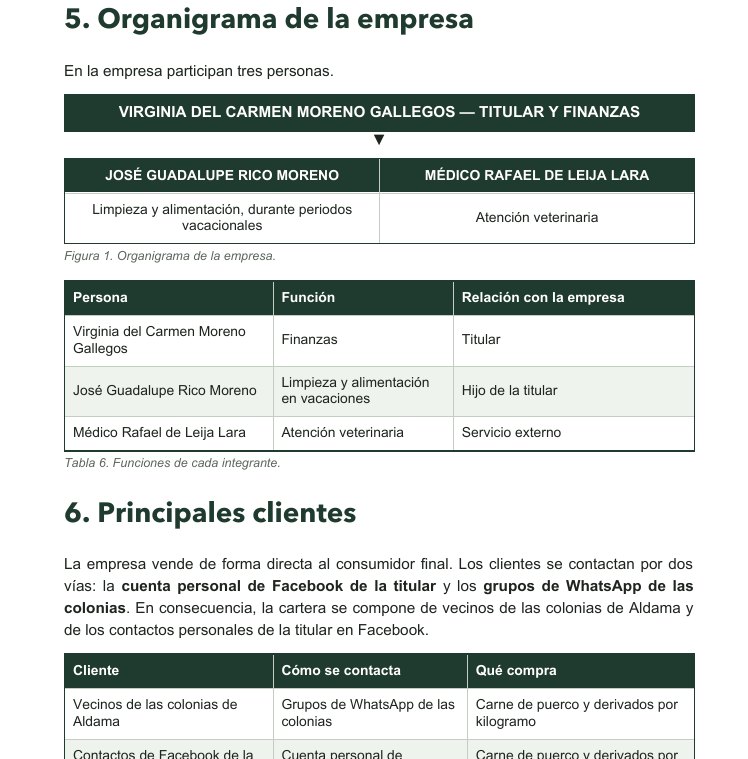 5. Organigrama de la empresa
En la empresa participan tres personas.
VIRGINIA DEL CARMEN MORENO GALLEGOS — TITULAR Y FINANZAS
▼
JOSÉ GUADALUPE RICO MORENO
MÉDICO RAFAEL DE LEIJA LARA
Limpieza y alimentación, durante periodos
vacacionales
Atención veterinaria
Figura 1. Organigrama de la empresa.
Persona
Función
Relación con la empresa
Virginia del Carmen Moreno
Gallegos
Finanzas
Titular
José Guadalupe Rico Moreno
Limpieza y alimentación
en vacaciones
Hijo de la titular
Médico Rafael de Leija Lara
Atención veterinaria
Servicio externo
Tabla 6. Funciones de cada integrante.
6. Principales clientes
La empresa vende de forma directa al consumidor final. Los clientes se contactan por dos
vías: la cuenta personal de Facebook de la titular y los grupos de WhatsApp de las
colonias. En consecuencia, la cartera se compone de vecinos de las colonias de Aldama y
de los contactos personales de la titular en Facebook.
Cliente
Cómo se contacta
Qué compra
Vecinos de las colonias de
Aldama
Grupos de WhatsApp de las
colonias
Carne de puerco y derivados por
kilogramo
Contactos de Facebook de la
Cuenta personal de
Carne de puerco y derivados por